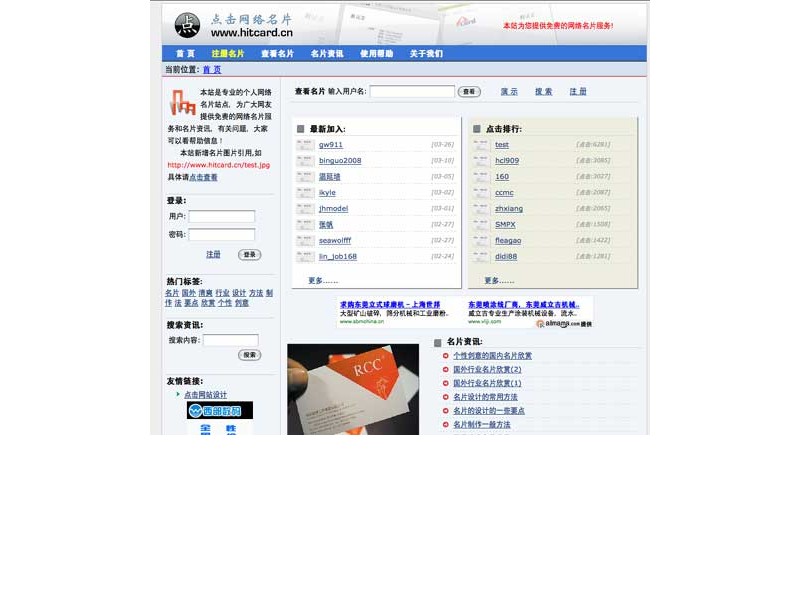 点击网络名片
www.hitcard.cn
本站为您提供免费的网络名片服务!
首 页 注册名片 查看名片 名片资讯 使用帮助 关于我们
当前位置: 首 页
本站是专业的个人网络
名片站点, 为广大网友
提供免费的网络名片服
务和名片资讯, 有关问题, 大家
可以看帮助信息!
本站新增名片图片引用,如
http://www.hitcard.cn/test.jpg
具体请点击查看
登录:
用户:
密码:
注册 登录
热门标签:
名片 国外 清爽 行业 设计 方法 制
作 法 要点 欣赏 个性 创意
搜索资讯:
搜索内容:
搜索
友情链接:
点击网站设计
西部数码
查看名片 输入用户名: 查看 演 示 搜 索 注 册
最新加入:
gw911 [03-26]
binguo2008 [03-10]
[03-05]
ikyle [03-02]
jhmodel [03-01]
张帆 [02-27]
seawolfff [02-27]
lin_job168 [02-24]
更多......
点击排行:
test [点击:6281]
hcl909 [点击:3085]
160 [点击:3027]
ccmc [点击:2087]
zhxiang [点击:2065]
SMPX [点击:1508]
fleagao [点击:1422]
didi88 [点击:1281]
更多......
求购东莞立式球磨机-上海世邦
大型矿山破碎, 筛分机械和工业磨粉..
www.sbmchina.cn
东莞喷涂线厂商, 东莞威立古机械..
威立古专业生产涂装机械设备, 流水..
www.vilji.com
alimama.com 提供
RCC
名片资讯:
个性创意的国内名片欣赏
国外行业名片欣赏(2)
国外行业名片欣赏(1)
名片设计的常用方法
名片的设计的一些要点
名片制作一般方法